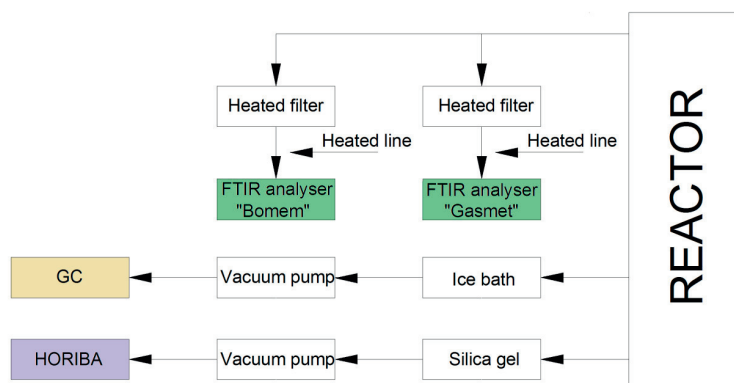 Heated filter
Heated filter
Heated line
Heated line
FTIR analyser
"Bomem"
FTIR analyser
"Gasmet"
GC
Vacuum pump
Ice bath
HORIBA
Vacuum pump
Silica gel
REACTOR